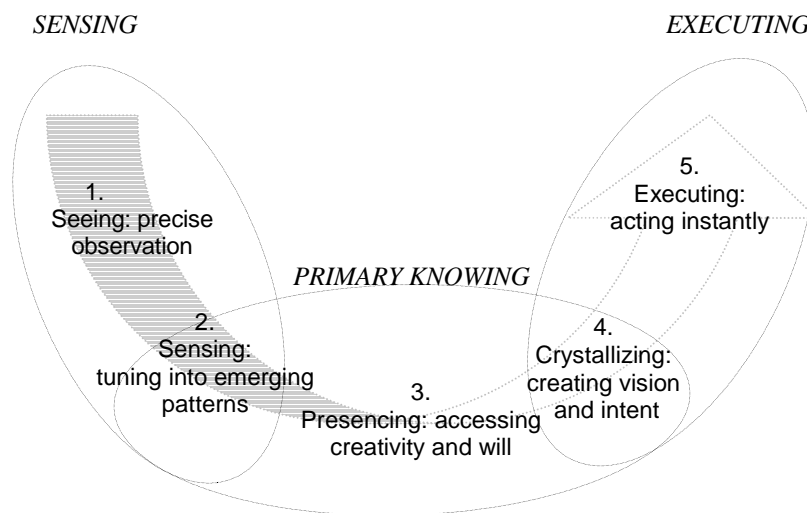 SENSING
EXECUTING
1.
Seeing: precise
observation
5.
Executing:
acting instantly
PRIMARY KNOWING
2.
Sensing:
tuning into emerging
patterns
3.
Presencing: accessing
creativity and will
4.
Crystallizing:
creating vision
and intent